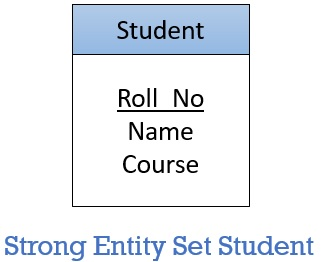 Student
Roll_No
Name
Course
Strong Entity Set Student